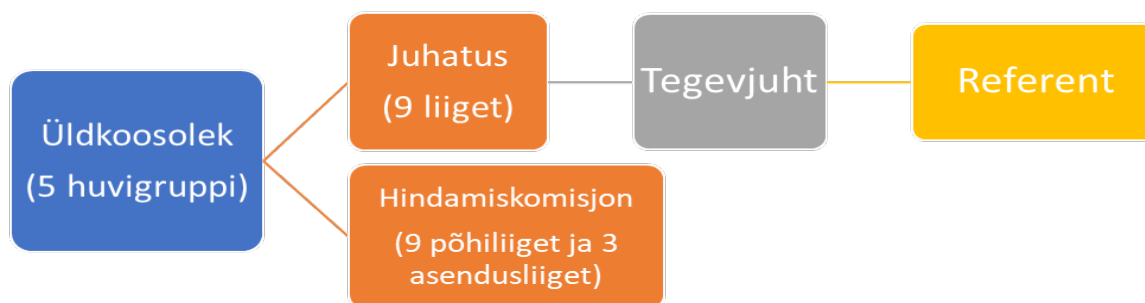 Üldkoosolek
(5 huvigruppi)
Juhatus
(9 liiget)
Hindamiskomisjon
(9 põhiliiget ja 3
asendusliiget)
Tegevjuht
Referent